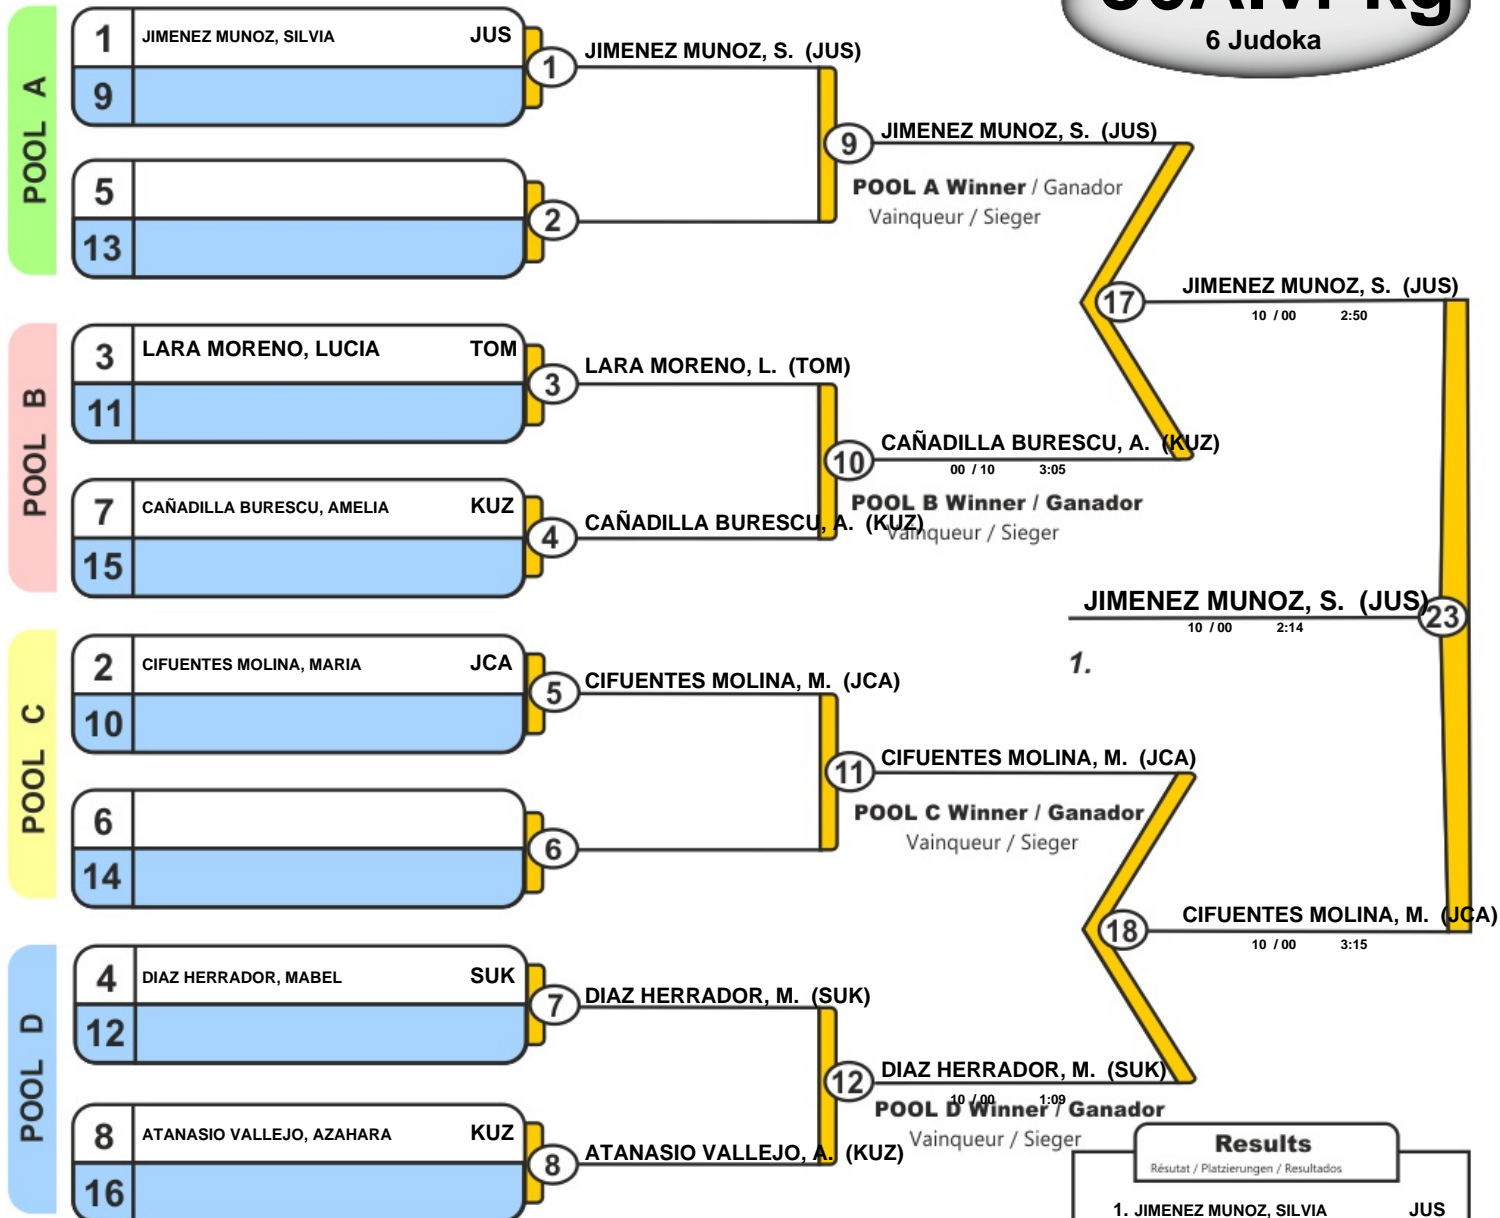 6 Judoka
POOL A
1 JIMENEZ MUNOZ, SILVIA JUS
9
1
JIMENEZ MUNOZ, S. (JUS)
5
13
2
9
JIMENEZ MUNOZ, S. (JUS)
POOL A Winner / Ganador
Vainqueur / Sieger
17
JIMENEZ MUNOZ, S. (JUS)
10 / 00 2:50
POOL B
3 LARA MORENO, LUCIA TOM
11
3
LARA MORENO, L. (TOM)
7 CAÑADILLA BURESCU, AMELIA KUZ
15
4
CAÑADILLA BURESCU, A. (KUZ)
10
CAÑADILLA BURESCU, A. (KUZ)
00 / 10 3:05
POOL B Winner / Ganador
Vainqueur / Sieger
JIMENEZ MUNOZ, S. (JUS)
23
10 / 00 2:14
1.
POOL C
2 CIFUENTES MOLINA, MARIA JCA
10
5
CIFUENTES MOLINA, M. (JCA)
6
14
6
11
CIFUENTES MOLINA, M. (JCA)
POOL C Winner / Ganador
Vainqueur / Sieger
18
CIFUENTES MOLINA, M. (JCA)
10 / 00 3:15
POOL D
4 DIAZ HERRADOR, MABEL SUK
12
7
DIAZ HERRADOR, M. (SUK)
8 ATANASIO VALLEJO, AZAHARA KUZ
16
8
ATANASIO VALLEJO, A. (KUZ)
12
DIAZ HERRADOR, M. (SUK)
10 / 00 1:09
POOL D Winner / Ganador
Vainqueur / Sieger
Results
Résutat / Platzierungen / Resultados
1. JIMENEZ MUNOZ, SILVIA JUS